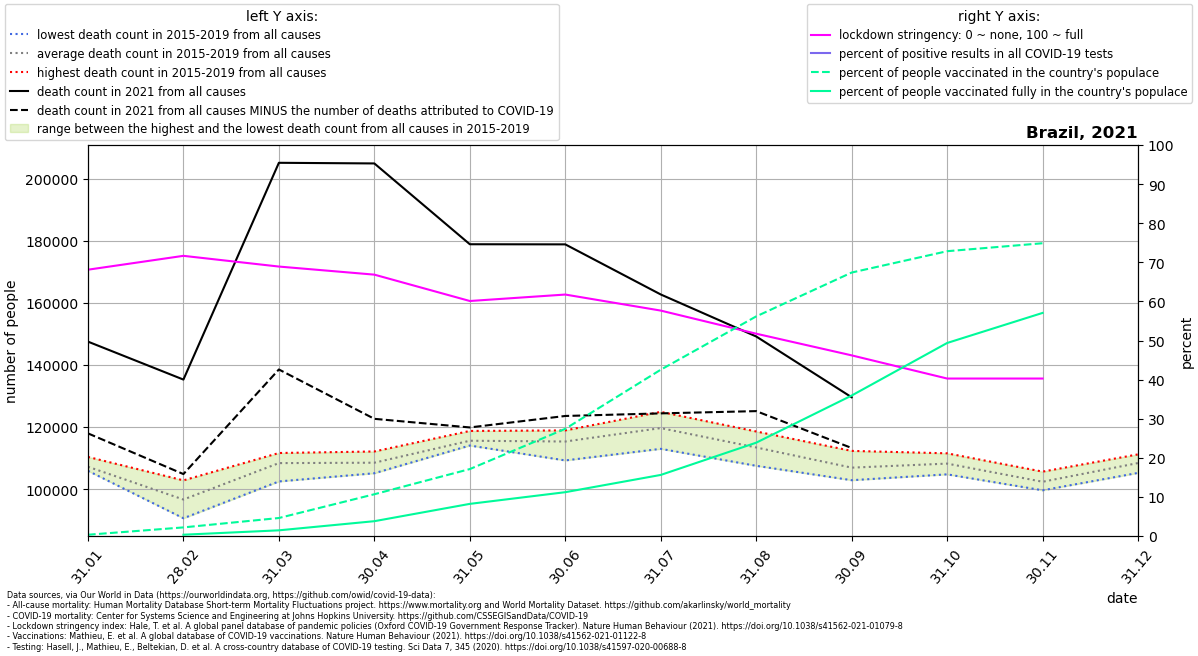 left Y axis:
lowest death count in 2015-2019 from all causes
average death count in 2015-2019 from all causes
highest death count in 2015-2019 from all causes
death count in 2021 from all causes
death count in 2021 from all causes MINUS the number of deaths attributed to COVID-19
range between the highest and the lowest death count from all causes in 2015-2019
right Y axis:
lockdown stringency: 0 ~ none, 100 ~ full
percent of positive results in all COVID-19 tests
percent of people vaccinated in the country's populace
percent of people vaccinated fully in the country's populace
Brazil, 2021
number of people
200000
180000
160000
140000
120000
100000
100
90
80
70
60
50
40
30
20
10
0
percent
31.01
28.02
31.03
30.04
31.05
30.06
31.07
31.08
30.09
31.10
30.11
31.12
date
Data sources, via Our World in Data (https://ourworldindata.org, https://github.com/owid/covid-19-data):
- All-cause mortality: Human Mortality Database Short-term Mortality Fluctuations project. https://www.mortality.org and World Mortality Dataset. https://github.com/akarlinsky/world_mortality
- COVID-19 mortality: Center for Systems Science and Engineering at Johns Hopkins University. https://github.com/CSSEGISandData/COVID-19
- Lockdown stringency index: Hale, T. et al. A global panel database of pandemic policies (Oxford COVID-19 Government Response Tracker). Nature Human Behaviour (2021). https://doi.org/10.1038/s41562-021-01079-8
- Vaccinations: Mathieu, E. et al. A global database of COVID-19 vaccinations. Nature Human Behaviour (2021). https://doi.org/10.1038/s41562-021-01122-8
- Testing: Hasell, J., Mathieu, E., Beltekian, D. et al. A cross-country database of COVID-19 testing. Sci Data 7, 345 (2020). https://doi.org/10.1038/s41597-020-00688-8